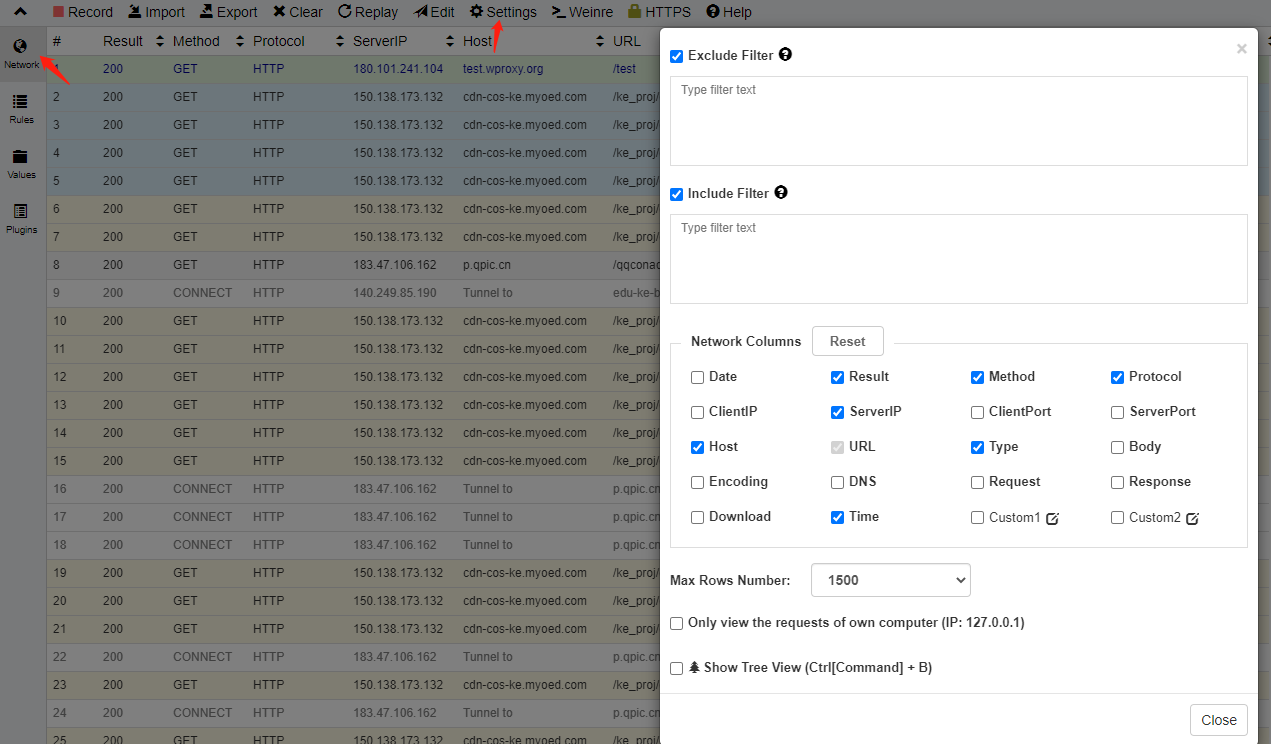 Record Import Export Clear Replay Edit Settings Weinre HTTPS Help
Network
Rules
Values
Plugins
# Result Method Protocol ServerIP Host URL
1 200 GET HTTP 180.101.241.104 test.wproxy.org /test
2 200 GET HTTP 150.138.173.132 cdn-cos-ke.myoed.com /ke_proj/
3 200 GET HTTP 150.138.173.132 cdn-cos-ke.myoed.com /ke_proj/
4 200 GET HTTP 150.138.173.132 cdn-cos-ke.myoed.com /ke_proj/
5 200 GET HTTP 150.138.173.132 cdn-cos-ke.myoed.com /ke_proj/
6 200 GET HTTP 150.138.173.132 cdn-cos-ke.myoed.com /ke_proj/
7 200 GET HTTP 150.138.173.132 cdn-cos-ke.myoed.com /ke_proj/
8 200 GET HTTP 183.47.106.162 p.qpic.cn /qqconac
9 200 CONNECT HTTP 140.249.85.190 Tunnel to edu-ke-b
10 200 GET HTTP 150.138.173.132 cdn-cos-ke.myoed.com /ke_proj/
11 200 GET HTTP 150.138.173.132 cdn-cos-ke.myoed.com /ke_proj/
12 200 GET HTTP 150.138.173.132 cdn-cos-ke.myoed.com /ke_proj/
13 200 GET HTTP 150.138.173.132 cdn-cos-ke.myoed.com /ke_proj/
14 200 GET HTTP 150.138.173.132 cdn-cos-ke.myoed.com /ke_proj/
15 200 GET HTTP 150.138.173.132 cdn-cos-ke.myoed.com /ke_proj/
16 200 CONNECT HTTP 183.47.106.162 Tunnel to p.qpic.cn
17 200 CONNECT HTTP 183.47.106.162 Tunnel to p.qpic.cn
18 200 CONNECT HTTP 183.47.106.162 Tunnel to p.qpic.cn
19 200 GET HTTP 150.138.173.132 cdn-cos-ke.myoed.com /ke_proj/
20 200 GET HTTP 150.138.173.132 cdn-cos-ke.myoed.com /ke_proj/
21 200 GET HTTP 150.138.173.132 cdn-cos-ke.myoed.com /ke_proj/
22 200 CONNECT HTTP 183.47.106.162 Tunnel to p.qpic.cn
23 200 GET HTTP 150.138.173.132 cdn-cos-ke.myoed.com /ke_proj/
24 200 CONNECT HTTP 183.47.106.162 Tunnel to p.qpic.cn
25 200 GET HTTP 150.138.173.132 cdn-cos-ke.myoed.com /ke_proj/
Exclude Filter
×
Type filter text
Include Filter
Type filter text
Network Columns Reset
Date Result Method Protocol
ClientIP ServerIP ClientPort ServerPort
Host URL Type Body
Encoding DNS Request Response
Download Time Custom1 Custom2
Max Rows Number: 1500
Only view the requests of own computer (IP: 127.0.0.1)
Show Tree View (Ctrl[Command] + B)
Close